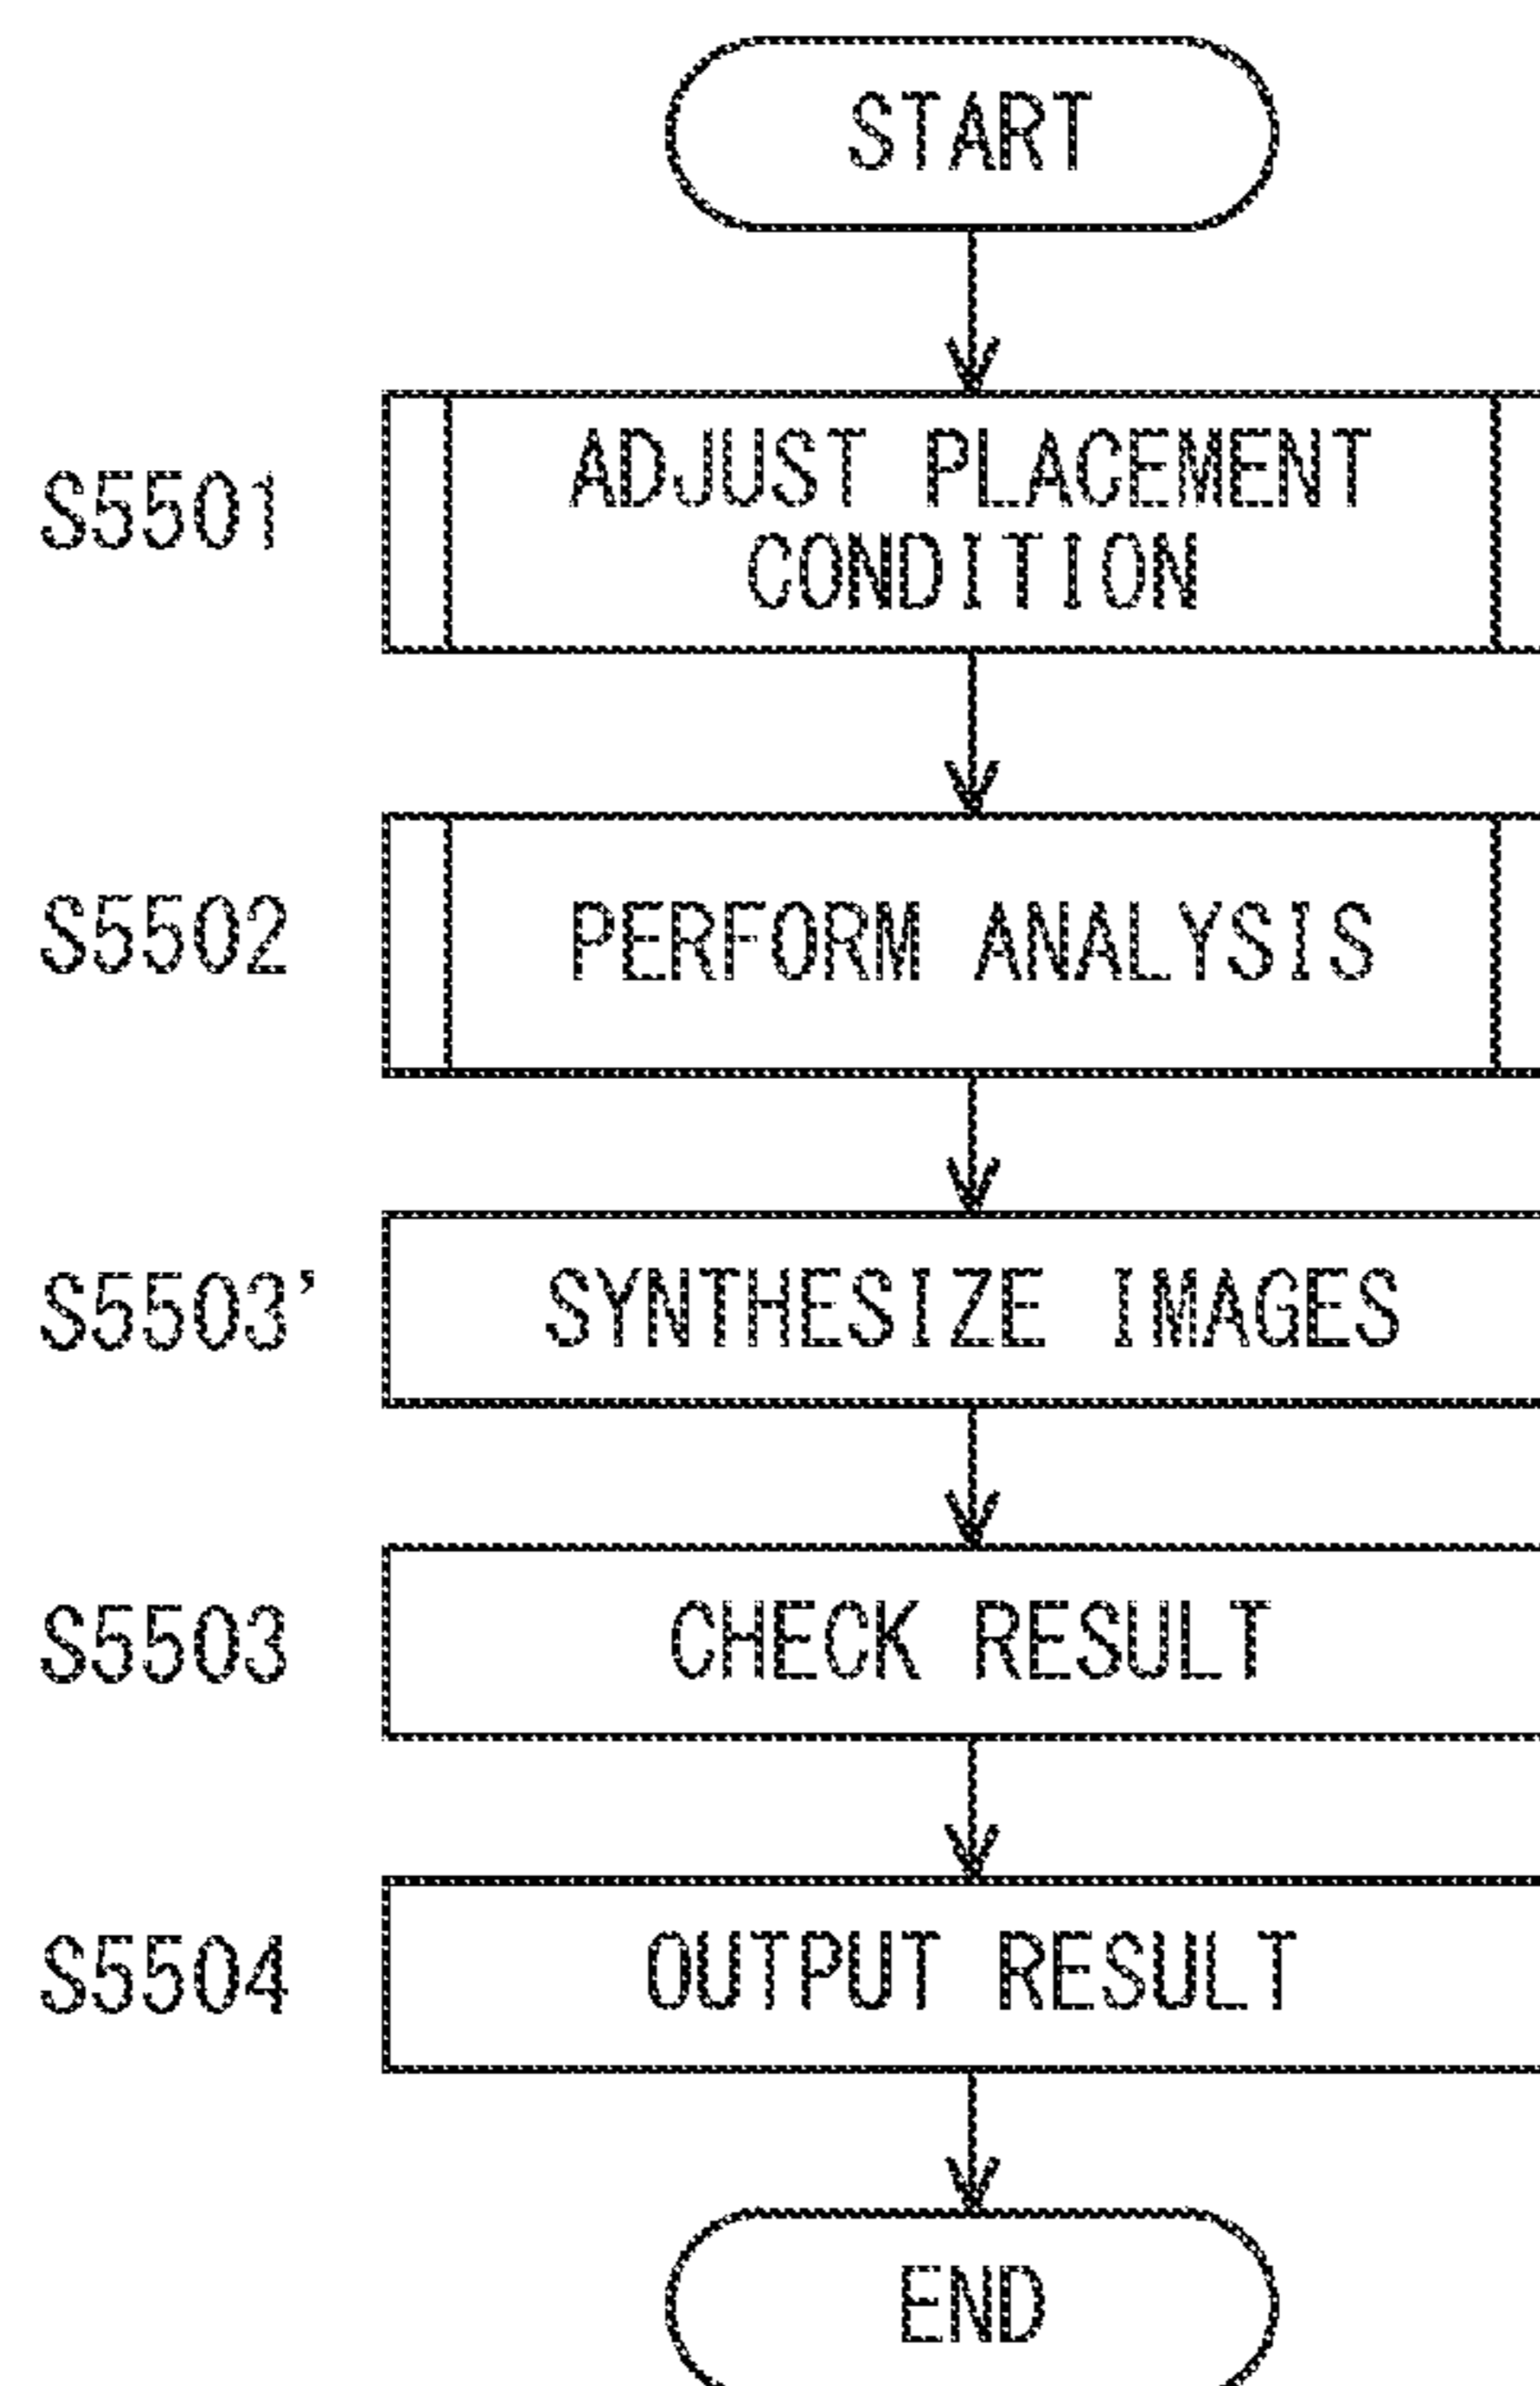 START
S5501
ADJUST PLACEMENT
CONDITION
S5502
PERFORM ANALYSIS
S5503'
SYNTHESIZE IMAGES
S5503
CHECK RESULT
S5504
OUTPUT RESULT
END